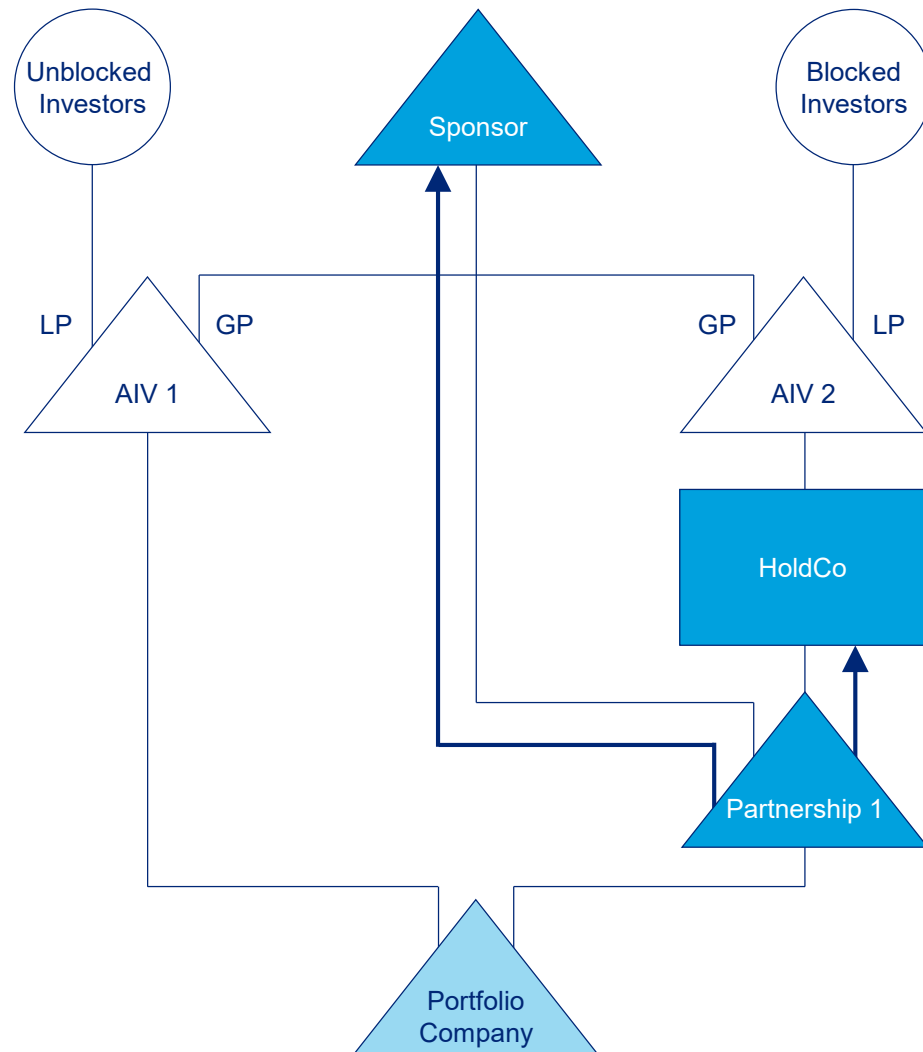 Unblocked
Investors
Sponsor
Blocked
Investors
LP
GP
GP
LP
AIV 1
AIV 2
HoldCo
Partnership 1
Portfolio
Company